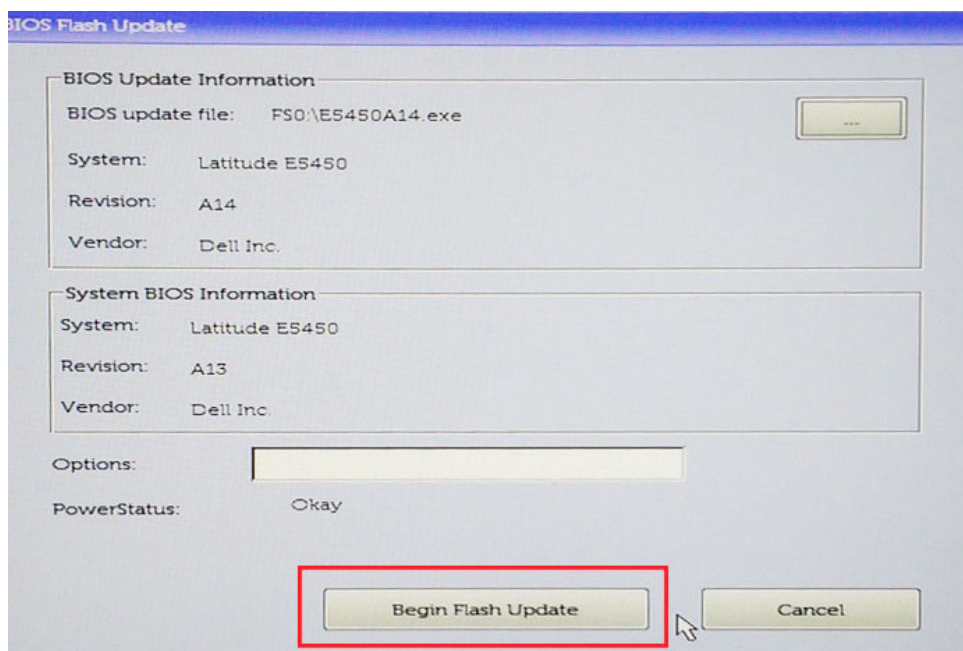 BIOS Flash Update
BIOS Update Information
BIOS update file: FS0:\E5450A14.exe
...
System: Latitude E5450
Revision: A14
Vendor: Dell Inc.
System BIOS Information
System: Latitude E5450
Revision: A13
Vendor: Dell Inc.
Options:
PowerStatus: Okay
Begin Flash Update
Cancel